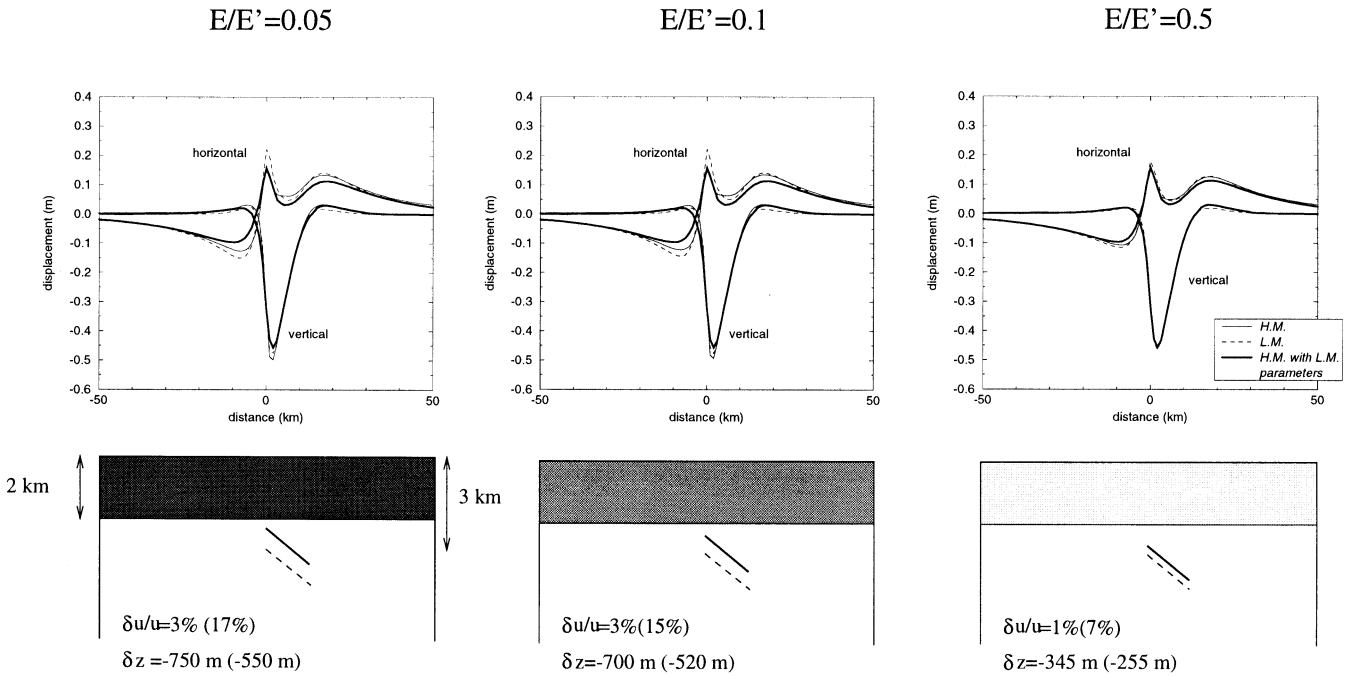 E/E'=0.05
E/E'=0.1
E/E'=0.5
0.4
0.3
0.2
0.1
0.0
-0.1
-0.2
-0.3
-0.4
-0.5
-0.6
displacement (m)
horizontal
vertical
-50
0
50
distance (km)
0.4
0.3
0.2
0.1
0.0
-0.1
-0.2
-0.3
-0.4
-0.5
-0.6
displacement (m)
horizontal
vertical
-50
0
50
distance (km)
0.4
0.3
0.2
0.1
0.0
-0.1
-0.2
-0.3
-0.4
-0.5
-0.6
displacement (m)
horizontal
vertical
H.M.
L.M.
H.M. with L.M.
parameters
-50
0
50
distance (km)
2 km
3 km
δu/u=3% (17%)
δz =-750 m (-550 m)
δu/u=3%(15%)
δz=-700 m (-520 m)
δu/u=1%(7%)
δz=-345 m (-255 m)